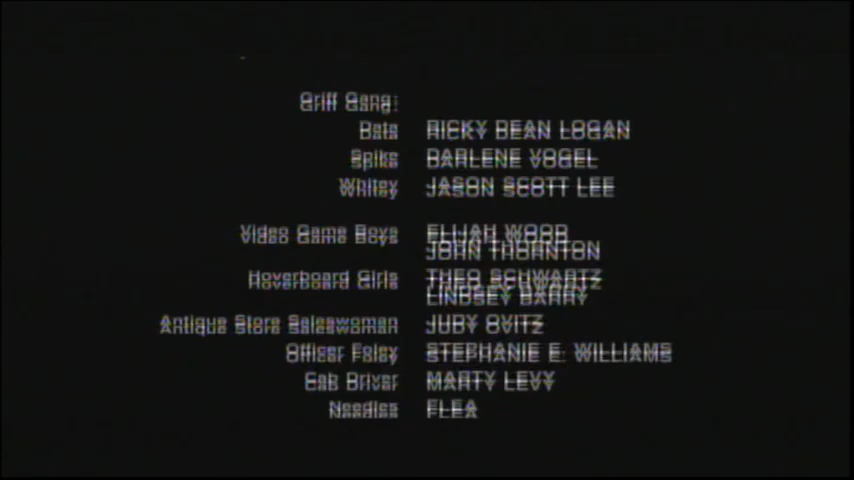 Griff Gang:
Data RICKY DEAN LOGAN
Spike DARLENE VOGEL
Whitey JASON SCOTT LEE
Video Game Boys ELIJAH WOOD
JOHN THORNTON
Hoverboard Girls THEO SCHWARTZ
LINDSEY BARRY
Antique Store Saleswoman JUDY OVITZ
Officer Foley STEPHANIE E. WILLIAMS
Cab Driver MARTY LEVY
Needles FLEA